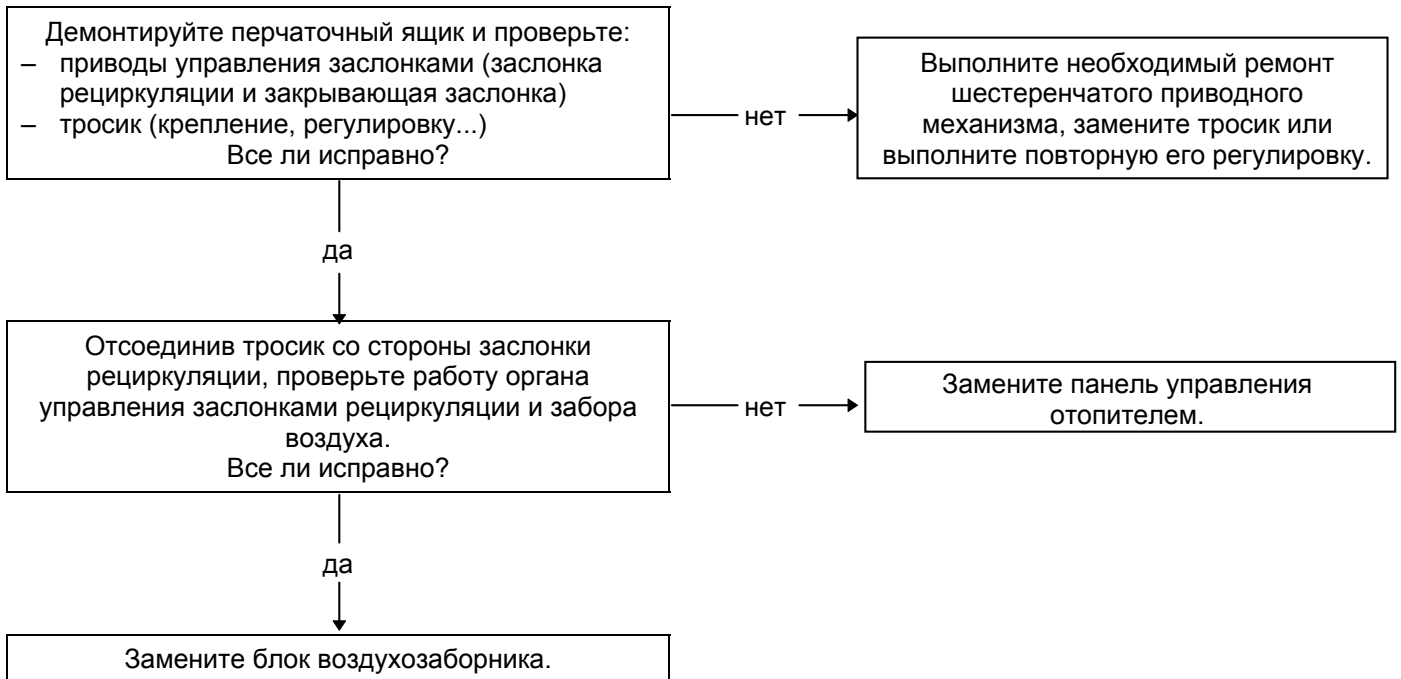 Демонтируйте перчаточный ящик и проверьте:
– приводы управления заслонками (заслонка
рециркуляции и закрывающая заслонка)
– тросик (крепление, регулировку...)
Все ли исправно?
нет
Выполните необходимый ремонт
шестеренчатого приводного
механизма, замените тросик или
выполните повторную его регулировку.
да
Отсоединив тросик со стороны заслонки
рециркуляции, проверьте работу органа
управления заслонками рециркуляции и забора
воздуха.
Все ли исправно?
нет
Замените панель управления
отопителем.
да
Замените блок воздухозаборника.